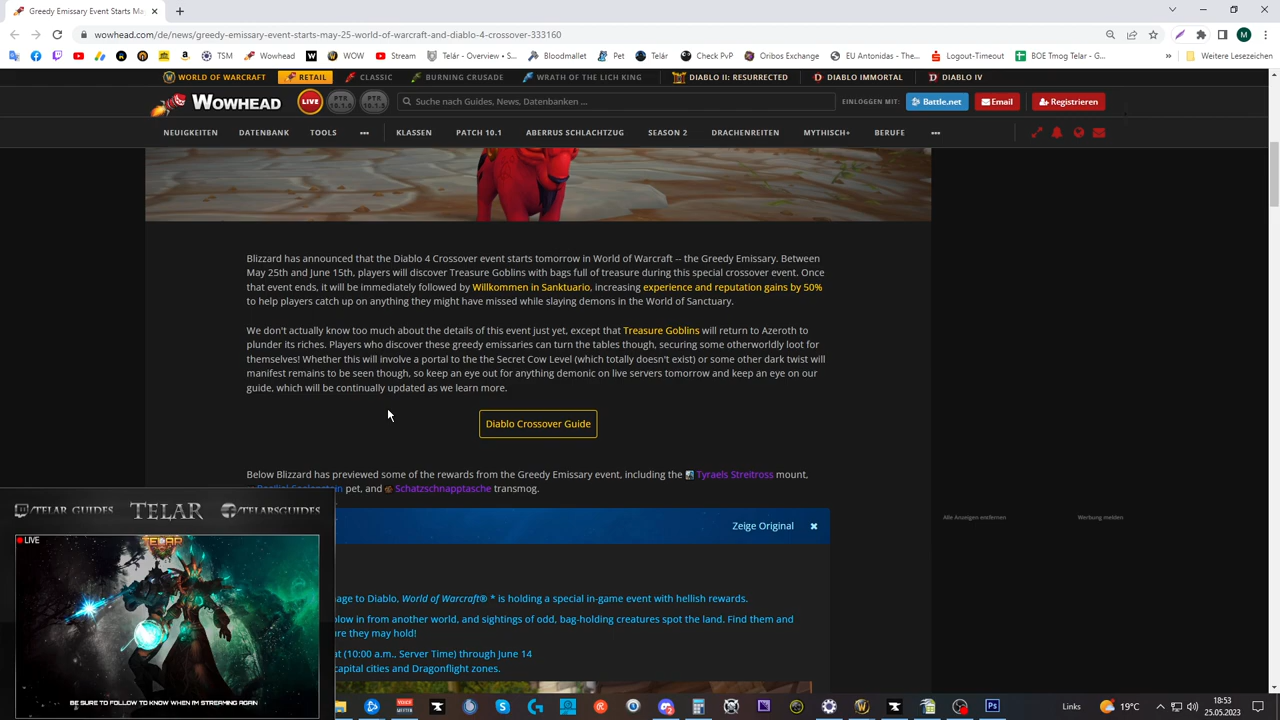 Greedy Emissary Event Starts Ma
wowhead.com/de/news/greedy-emissary-event-starts-may-25-world-of-warcraft-and-diablo-4-crossover-333160
TSM
Wowhead
WOW
Stream
Telár - Overview • S...
Bloodmallet
Pet
Telár
Check PvP
Oribos Exchange
EU Antonidas - The...
Logout-Timeout
BOE Tmog Telar - G...
»
Weitere Lesezeichen
WORLD OF WARCRAFT
RETAIL
CLASSIC
BURNING CRUSADE
WRATH OF THE LICH KING
DIABLO II: RESURRECTED
DIABLO IMMORTAL
DIABLO IV
WOWHEAD
LIVE
Suche nach Guides, News, Datenbanken ...
EINLOGGEN MIT:
Battle.net
Email
Registrieren
NEUIGKEITEN
DATENBANK
TOOLS
•••
KLASSEN
PATCH 10.1
ABERRUS SCHLACHTZUG
SEASON 2
DRACHENREITEN
MYTHISCH+
BERUFE
•••
Blizzard has announced that the Diablo 4 Crossover event starts tomorrow in World of Warcraft -- the Greedy Emissary. Between
May 25th and June 15th, players will discover Treasure Goblins with bags full of treasure during this special crossover event. Once
that event ends, it will be immediately followed by Willkommen in Sanktuario, increasing experience and reputation gains by 50%
to help players catch up on anything they might have missed while slaying demons in the World of Sanctuary.
We don't actually know too much about the details of this event just yet, except that Treasure Goblins will return to Azeroth to
plunder its riches. Players who discover these greedy emissaries can turn the tables though, securing some otherworldly loot for
themselves! Whether this will involve a portal to the the Secret Cow Level (which totally doesn't exist) or some other dark twist will
manifest remains to be seen though, so keep an eye out for anything demonic on live servers tomorrow and keep an eye on our
guide, which will be continually updated as we learn more.
Diablo Crossover Guide
Below Blizzard has previewed some of the rewards from the Greedy Emissary event, including the Tyraels Streitross mount,
pet, and Schatzschnapptasche transmog.
Zeige Original
age to Diablo, World of Warcraft® * is holding a special in-game event with hellish rewards.
low in from another world, and sightings of odd, bag-holding creatures spot the land. Find them and
ure they may hold!
at (10:00 a.m., Server Time) through June 14
capital cities and Dragonflight zones.
Alle Anzeigen entfernen
Werbung melden
/TELAR GUIDES
TELAR
/TELARSGUIDES
LIVE
TELAR
BE SURE TO FOLLOW TO KNOW WHEN I'M STREAMING AGAIN
Links
19°C
18:53
25.05.2023